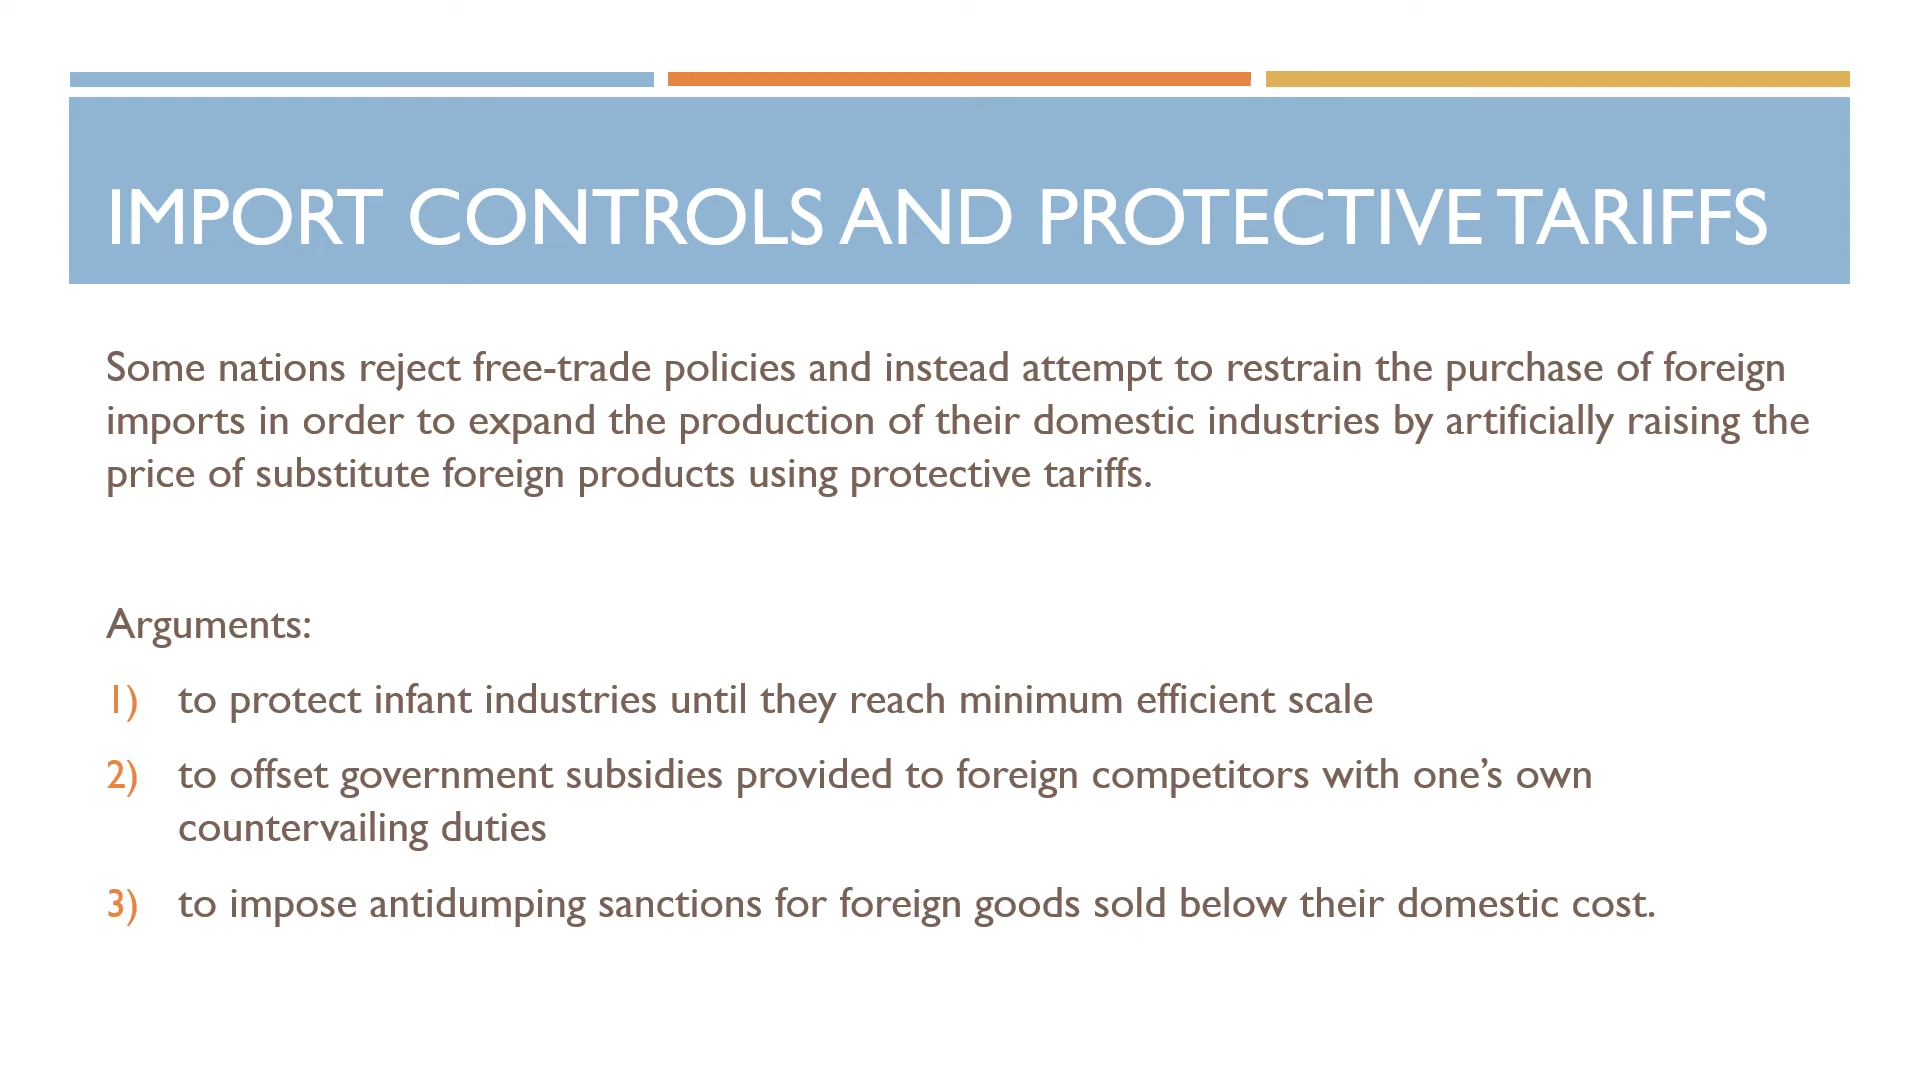 IMPORT CONTROLS AND PROTECTIVE TARIFFS
Some nations reject free-trade policies and instead attempt to restrain the purchase of foreign
imports in order to expand the production of their domestic industries by artificially raising the
price of substitute foreign products using protective tariffs.
Arguments:
1) to protect infant industries until they reach minimum efficient scale
2) to offset government subsidies provided to foreign competitors with one’s own
countervailing duties
3) to impose antidumping sanctions for foreign goods sold below their domestic cost.